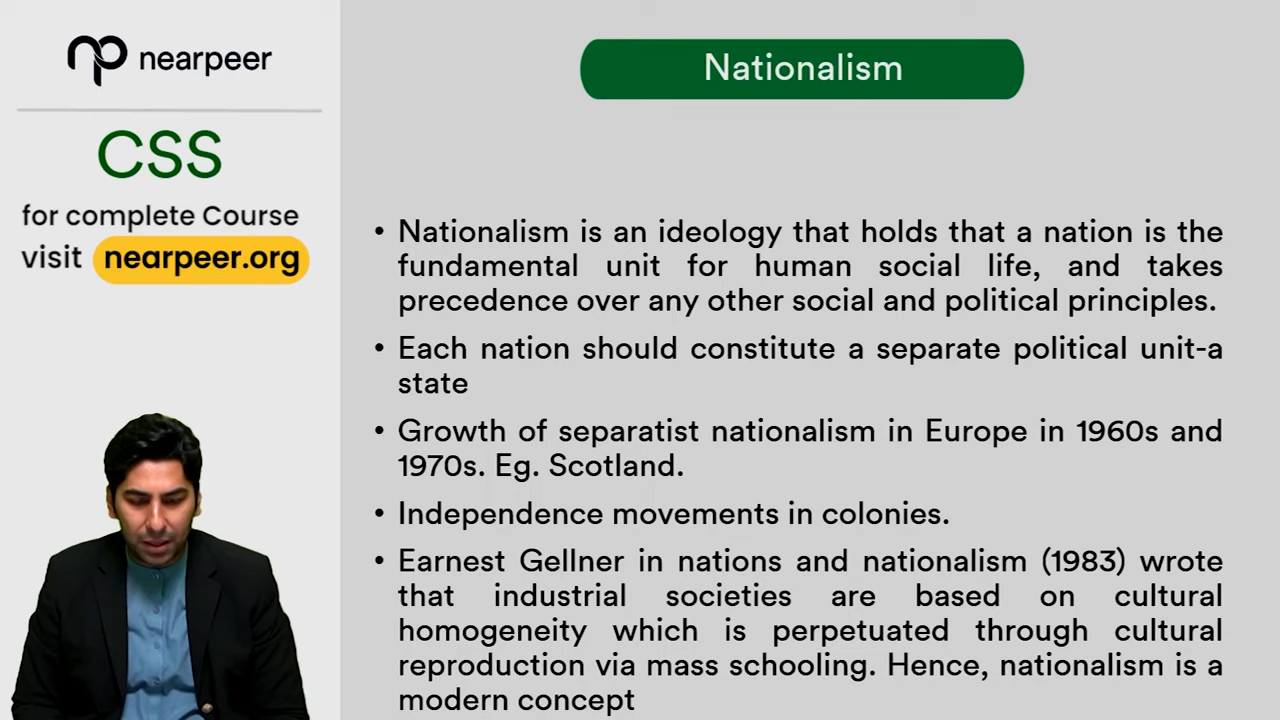 nearpeer
CSS
for complete Course
visit nearpeer.org
Nationalism
• Nationalism is an ideology that holds that a nation is the
fundamental unit for human social life, and takes
precedence over any other social and political principles.
• Each nation should constitute a separate political unit-a
state
• Growth of separatist nationalism in Europe in 1960s and
1970s. Eg. Scotland.
• Independence movements in colonies.
• Earnest Gellner in nations and nationalism (1983) wrote
that industrial societies are based on cultural
homogeneity which is perpetuated through cultural
reproduction via mass schooling. Hence, nationalism is a
modern concept